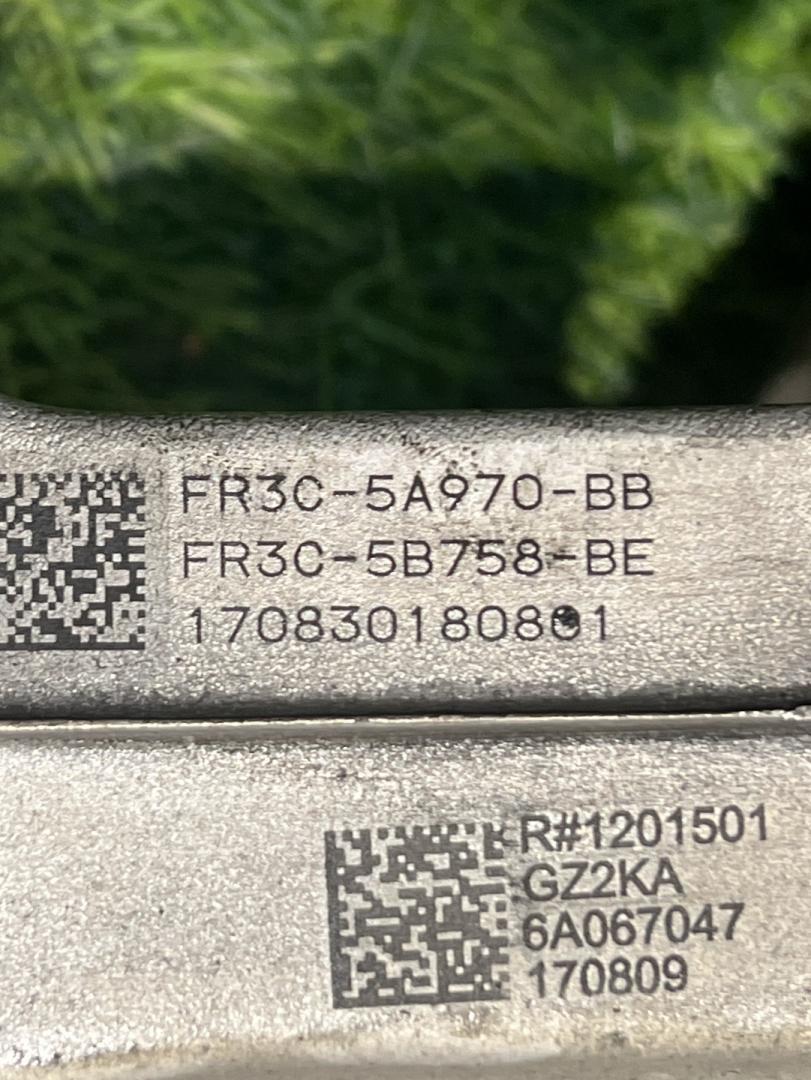 FR3C-5A970-BB
FR3C-5B758-BE
R#1201501
GZ2KA
6A067047
170809